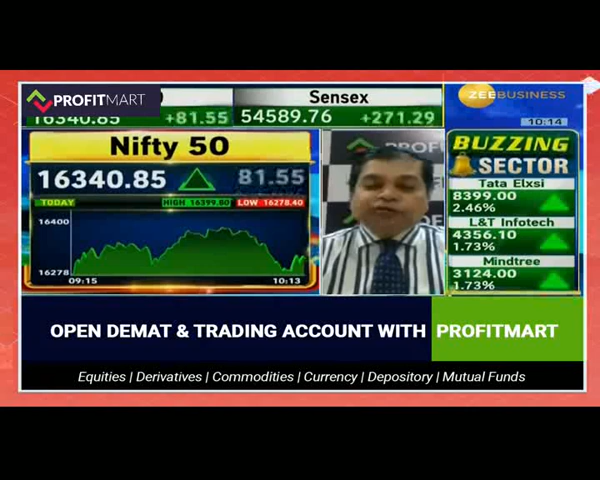 PROFITMART
16340.85 +81.55
Sensex
54589.76 +271.29
ZEEBUSINESS
10:14
Nifty 50
16340.85 81.55
TODAY HIGH 16399.80 LOW 16278.40
16400
16278
09:15 10:13
BUZZING
SECTOR
Tata Elxsi
8399.00
2.46%
L&T Infotech
4356.10
1.73%
Mindtree
3124.00
1.73%
OPEN DEMAT & TRADING ACCOUNT WITH PROFITMART
Equities | Derivatives | Commodities | Currency | Depository | Mutual Funds